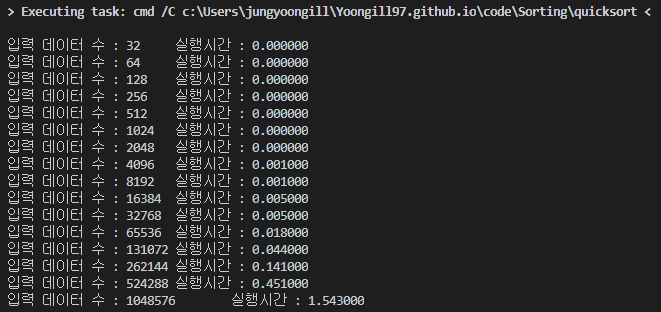 > Executing task: cmd /C c:\Users\jungyoongill\Yoongill97.github.io\code\Sorting\quicksort <
입력 데이터 수 : 32 실행시간 : 0.000000
입력 데이터 수 : 64 실행시간 : 0.000000
입력 데이터 수 : 128 실행시간 : 0.000000
입력 데이터 수 : 256 실행시간 : 0.000000
입력 데이터 수 : 512 실행시간 : 0.000000
입력 데이터 수 : 1024 실행시간 : 0.000000
입력 데이터 수 : 2048 실행시간 : 0.000000
입력 데이터 수 : 4096 실행시간 : 0.001000
입력 데이터 수 : 8192 실행시간 : 0.001000
입력 데이터 수 : 16384 실행시간 : 0.005000
입력 데이터 수 : 32768 실행시간 : 0.005000
입력 데이터 수 : 65536 실행시간 : 0.018000
입력 데이터 수 : 131072 실행시간 : 0.044000
입력 데이터 수 : 262144 실행시간 : 0.141000
입력 데이터 수 : 524288 실행시간 : 0.451000
입력 데이터 수 : 1048576 실행시간 : 1.543000